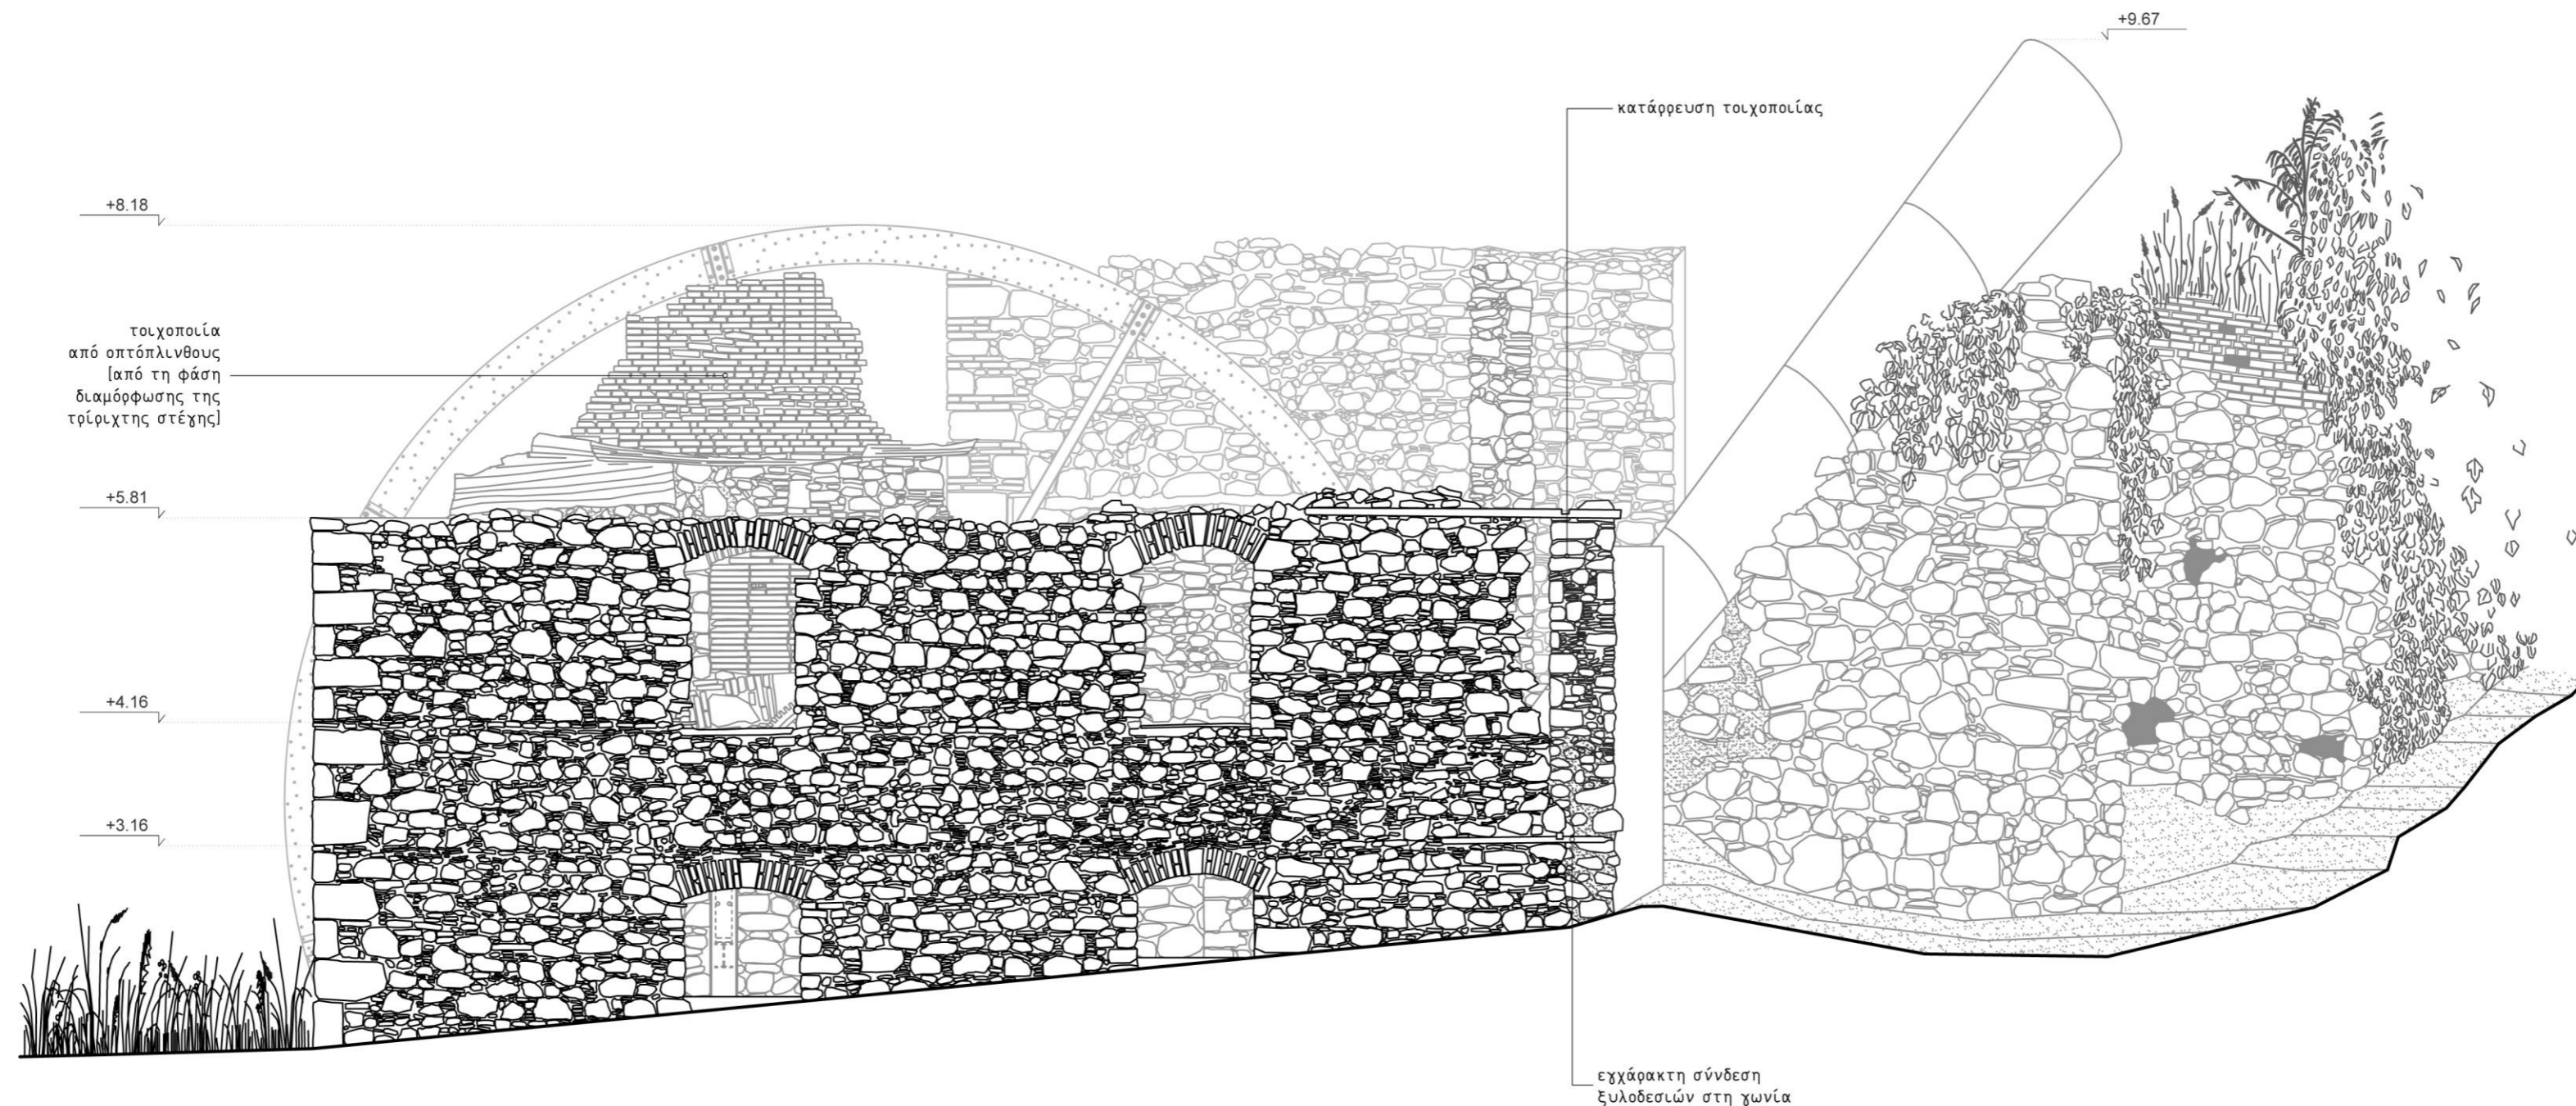 +9.67
κατάρρευση τοιχοποιίας
+8.18
τοιχοποιία
από οπτόπλινθους
[από τη φάση
διαμόρφωσης της
τρίριχτης στέγης]
+5.81
+4.16
+3.16
εγχάρακτη σύνδεση
ξυλοδεσιών στη γωνία